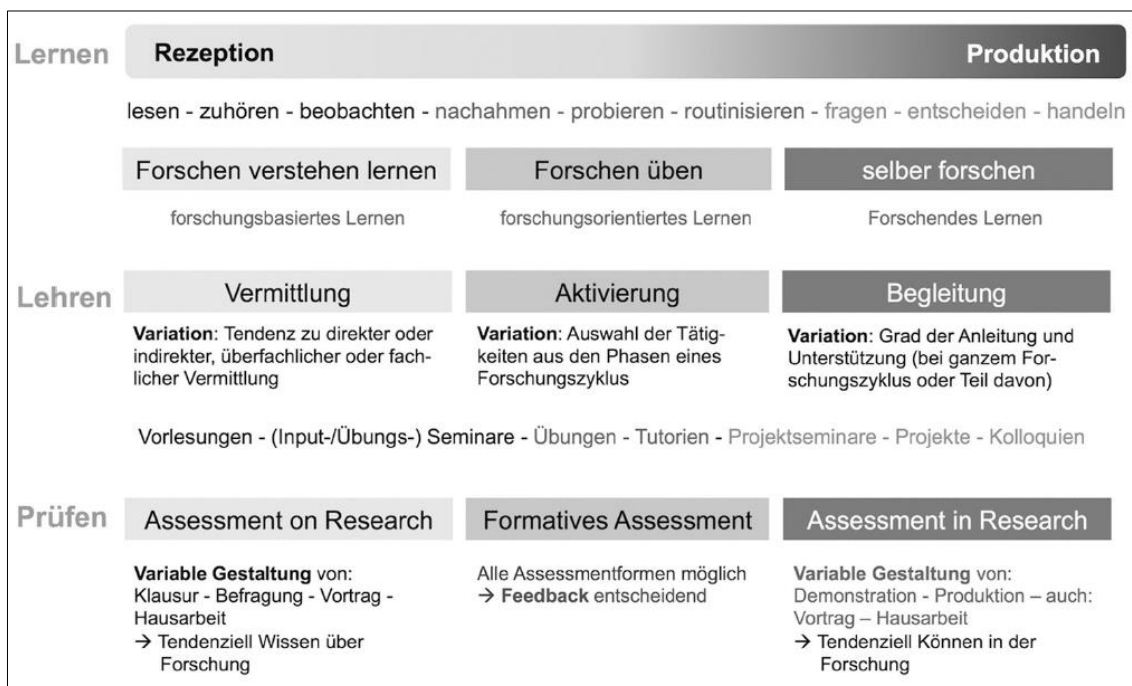 Lernen
Rezeption
Produktion
lesen - zuhören - beobachten - nachahmen - probieren - routinisieren - fragen - entscheiden - handeln
Forschen verstehen lernen
Forschen üben
selber forschen
forschungsbasiertes Lernen
forschungsorientiertes Lernen
Forschendes Lernen
Lehren
Vermittlung
Aktivierung
Begleitung
Variation: Tendenz zu direkter oder
indirekter, überfachlicher oder fach-
licher Vermittlung
Variation: Auswahl der Tätig-
keiten aus den Phasen eines
Forschungszyklus
Variation: Grad der Anleitung und
Unterstützung (bei ganzem For-
schungszyklus oder Teil davon)
Vorlesungen - (Input-/Übungs-) Seminare - Übungen - Tutorien - Projektseminare - Projekte - Kolloquien
Prüfen
Assessment on Research
Formatives Assessment
Assessment in Research
Variable Gestaltung von:
Klausur - Befragung - Vortrag -
Hausarbeit
→ Tendenziell Wissen über
Forschung
Alle Assessmentformen möglich
→ Feedback entscheidend
Variable Gestaltung von:
Demonstration - Produktion – auch:
Vortrag – Hausarbeit
→ Tendenziell Können in der
Forschung